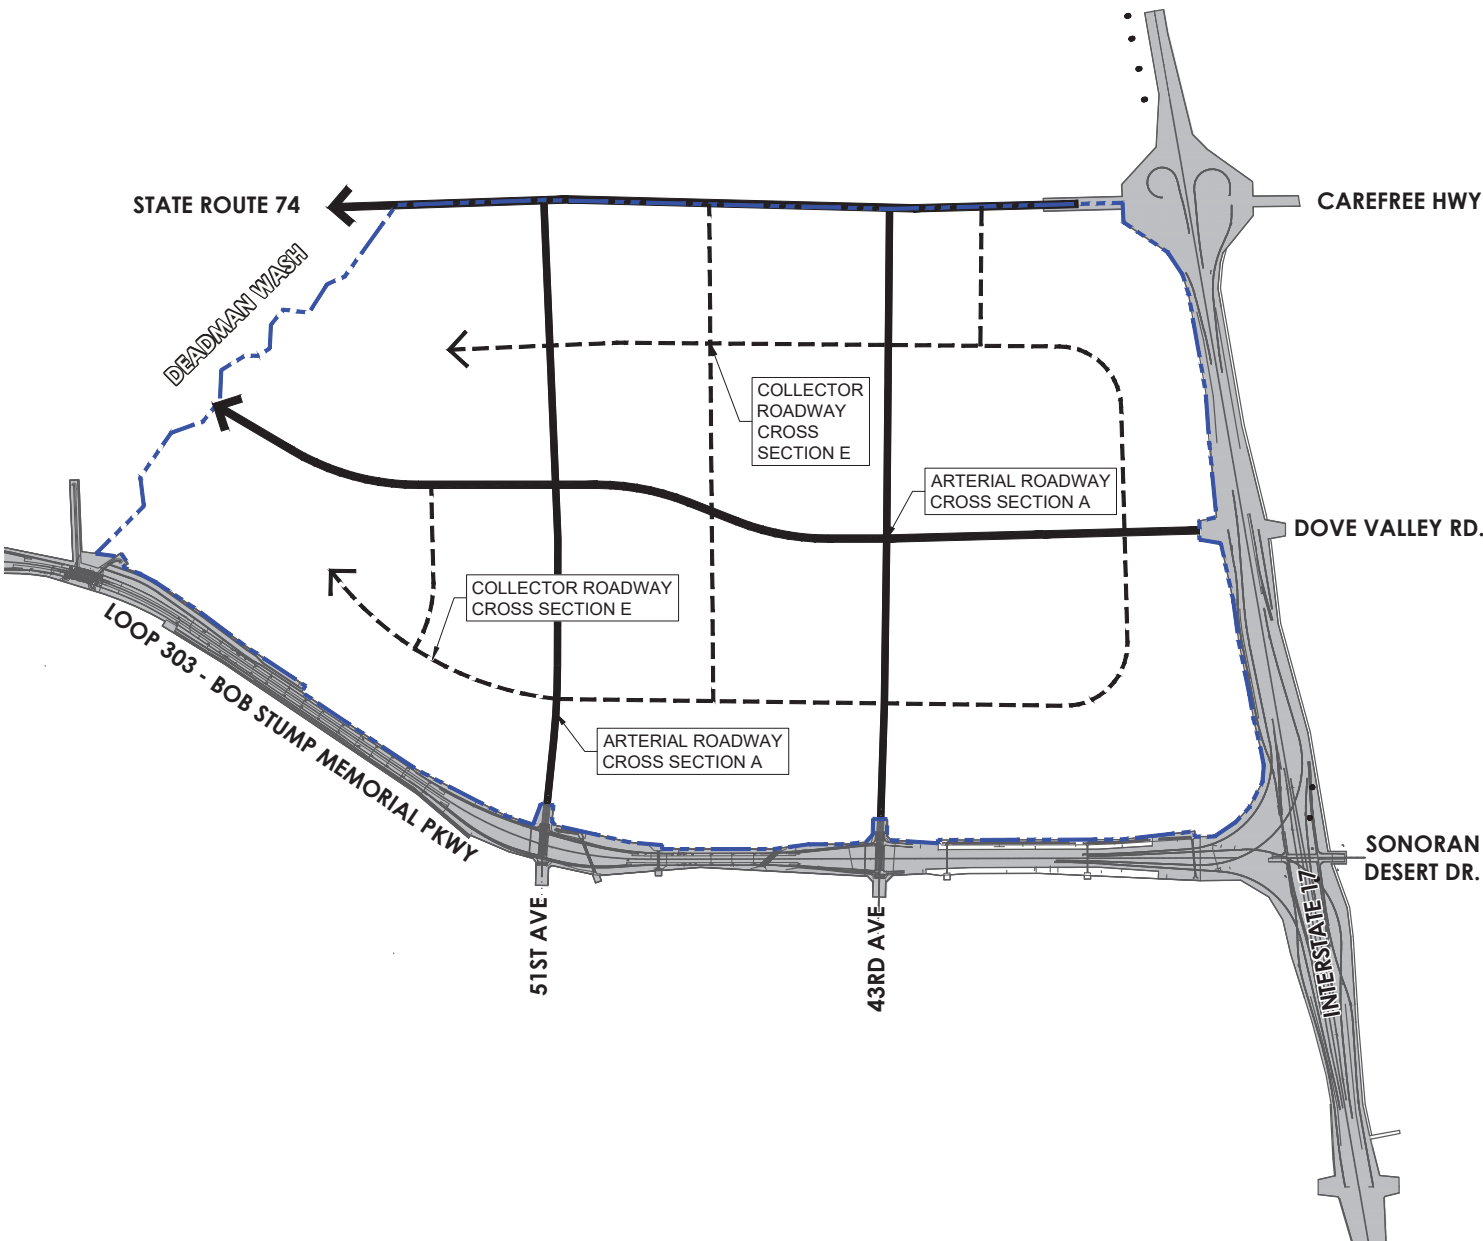 STATE ROUTE 74
CAREFREE HWY
DEADMAN WASH
COLLECTOR
ROADWAY
CROSS
SECTION E
ARTERIAL ROADWAY
CROSS SECTION A
DOVE VALLEY RD.
COLLECTOR ROADWAY
CROSS SECTION E
LOOP 303 - BOB STUMP MEMORIAL PKWY
ARTERIAL ROADWAY
CROSS SECTION A
SONORAN
DESERT DR.
51ST AVE
43RD AVE
INTERSTATE 17